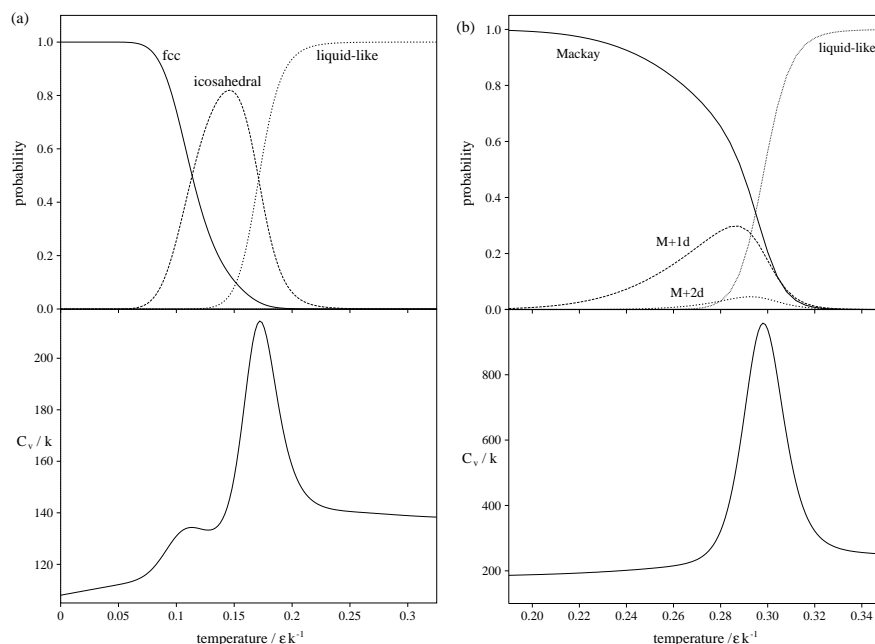 (a)
1.0
0.8
0.6
0.4
0.2
0.0
probability
fcc
icosahedral
liquid-like
(b)
1.0
0.8
0.6
0.4
0.2
0.0
probability
Mackay
liquid-like
M+1d
M+2d
200
180
160
140
120
C_v / k
0
0.05
0.1
0.15
0.2
0.25
0.3
temperature / εk⁻¹
800
600
400
200
C_v / k
0.20
0.22
0.24
0.26
0.28
0.30
0.32
0.34
temperature / εk⁻¹